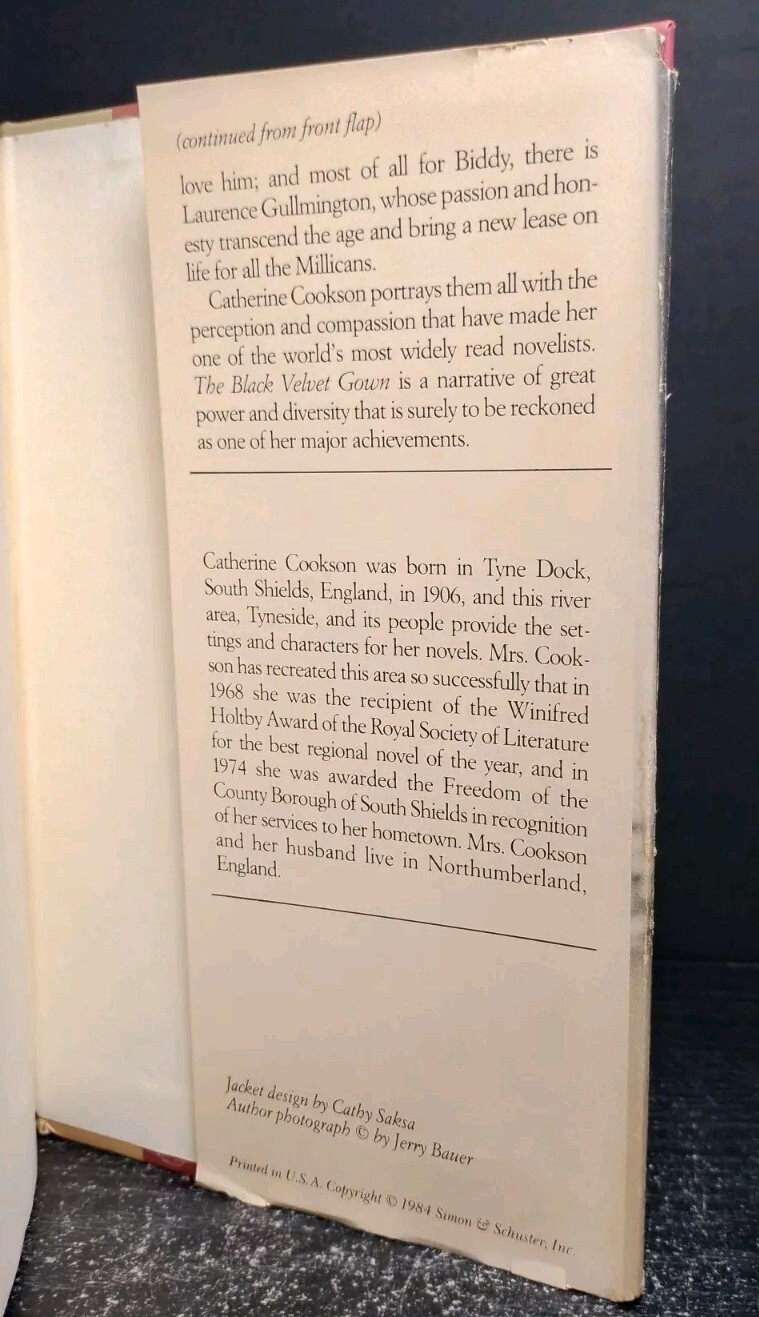 (continued from front flap)
love him; and most of all for Biddy, there is
Laurence Gullmington, whose passion and hon-
esty transcend the age and bring a new lease on
life for all the Millicans.
Catherine Cookson portrays them all with the
perception and compassion that have made her
one of the world's most widely read novelists.
The Black Velvet Gown is a narrative of great
power and diversity that is surely to be reckoned
as one of her major achievements.
Catherine Cookson was born in Tyne Dock,
South Shields, England, in 1906, and this river
area, Tyneside, and its people provide the set-
tings and characters for her novels. Mrs. Cook-
son has recreated this area so successfully that in
1968 she was the recipient of the Winifred
Holtby Award of the Royal Society of Literature
for the best regional novel of the year, and in
1974 she was awarded the Freedom of the
County Borough of South Shields in recognition
of her services to her hometown. Mrs. Cookson
and her husband live in Northumberland,
England.
Jacket design by Cathy Saksa
Author photograph © by Jerry Bauer
Printed in U.S.A. Copyright © 1984 Simon & Schuster, Inc.